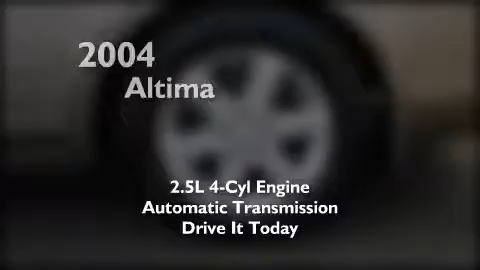 2004
Altima
2.5L 4-Cyl Engine
Automatic Transmission
Drive It Today